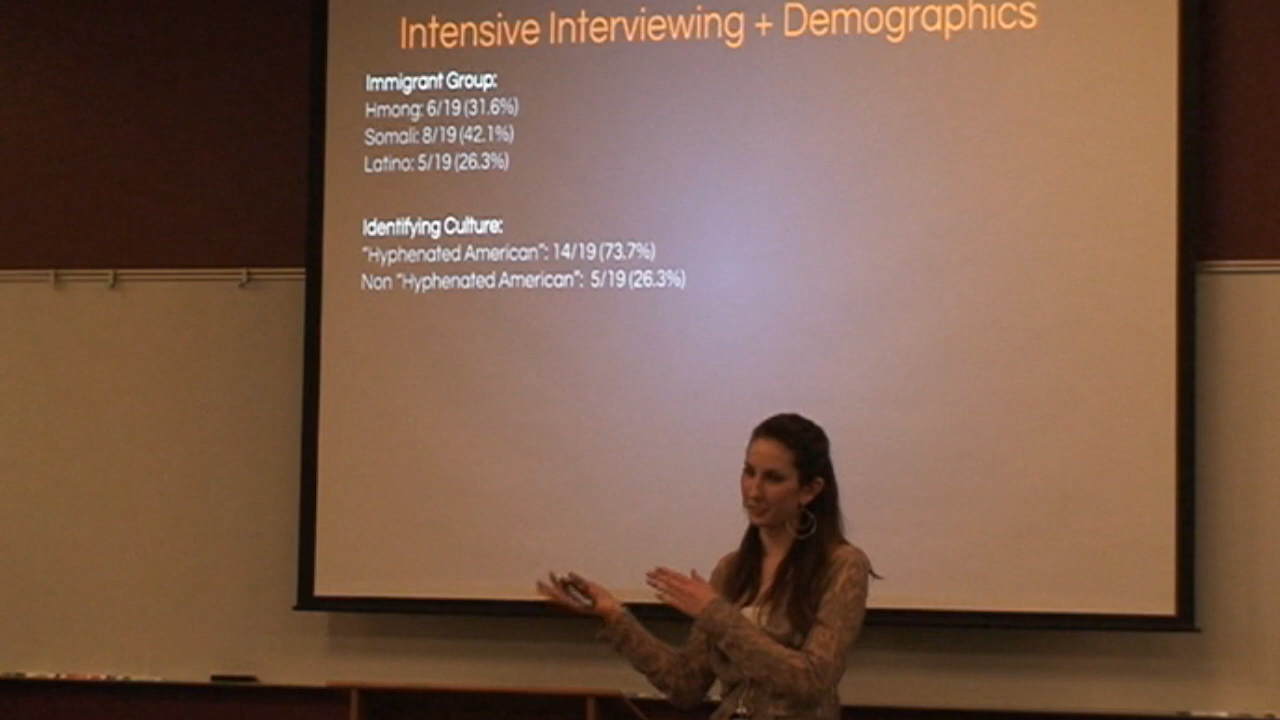 Intensive Interviewing + Demographics
Immigrant Group:
Hmong: 6/19 (31.6%)
Somali: 8/19 (42.1%)
Latino: 5/19 (26.3%)
Identifying Culture:
"Hyphenated American": 14/19 (73.7%)
Non "Hyphenated American": 5/19 (26.3%)